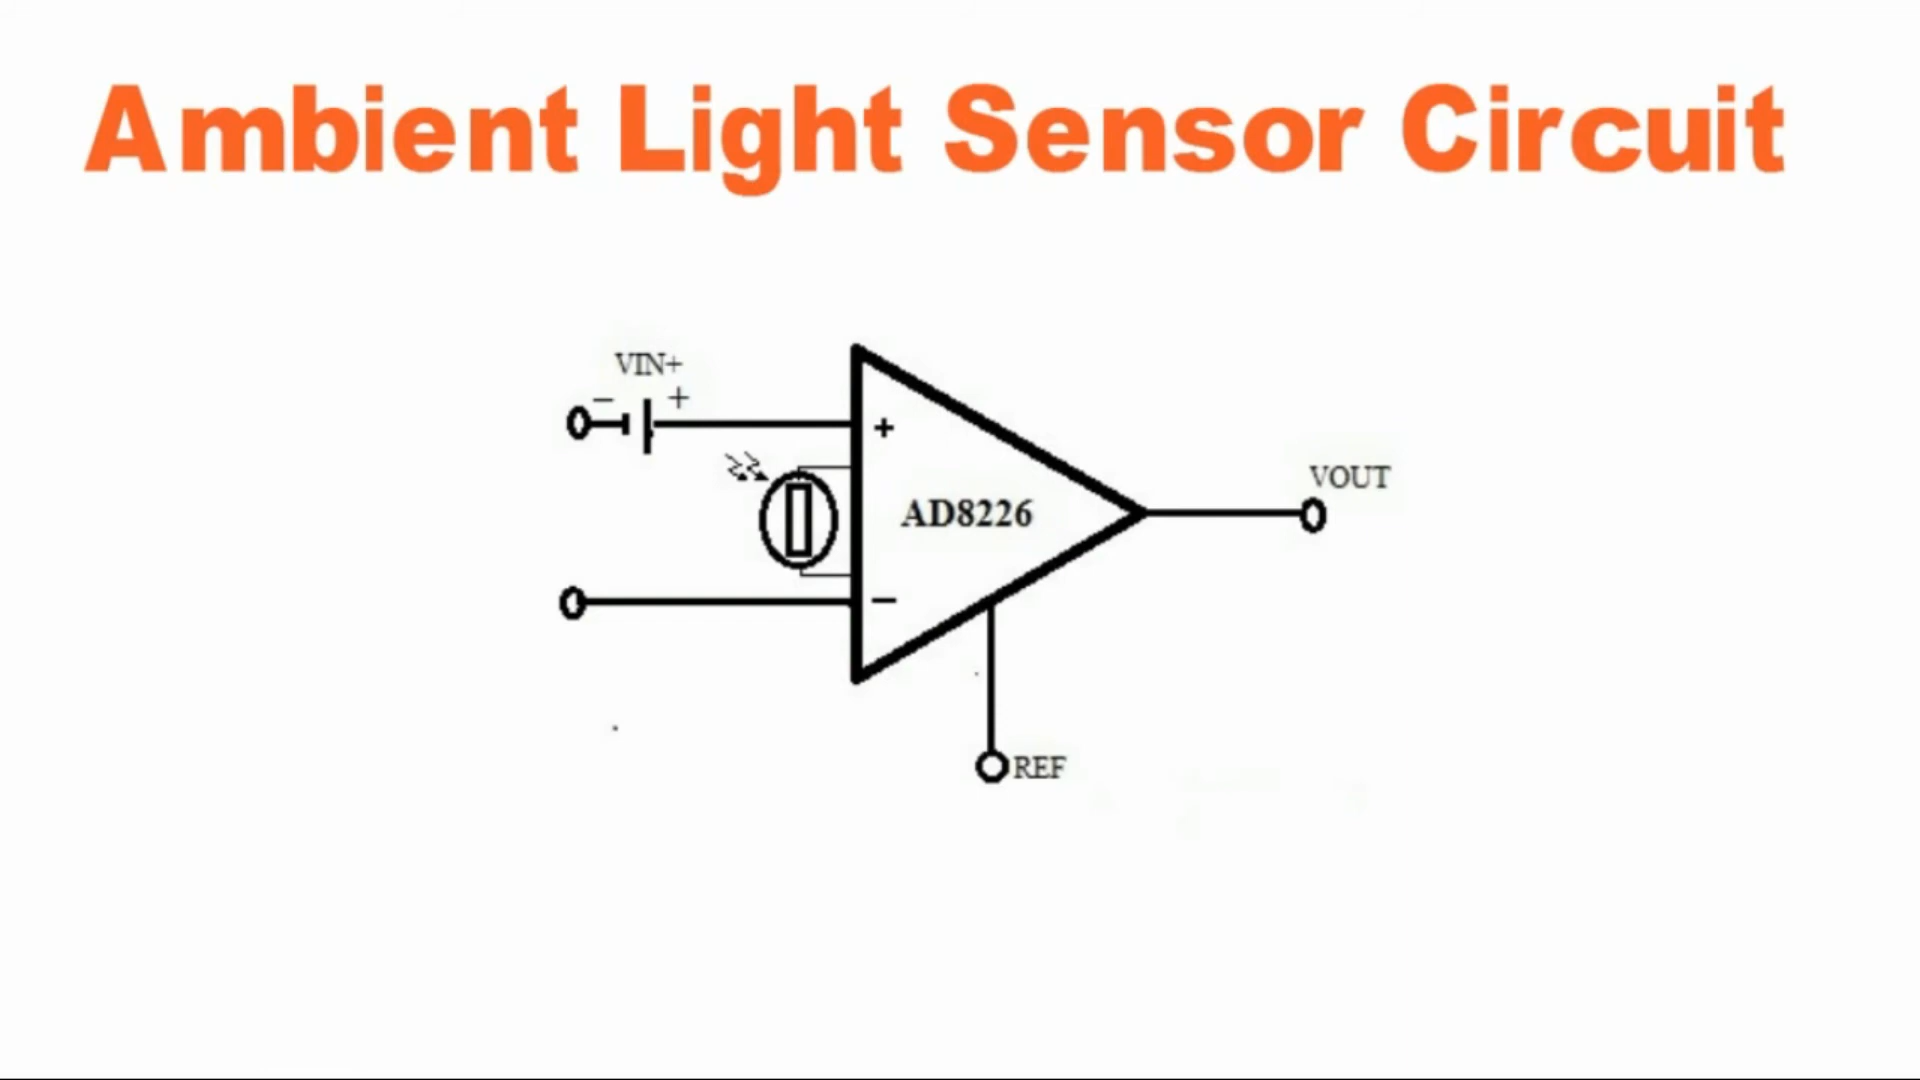 Ambient Light Sensor Circuit
VIN+
− +
+
AD8226
−
VOUT
REF